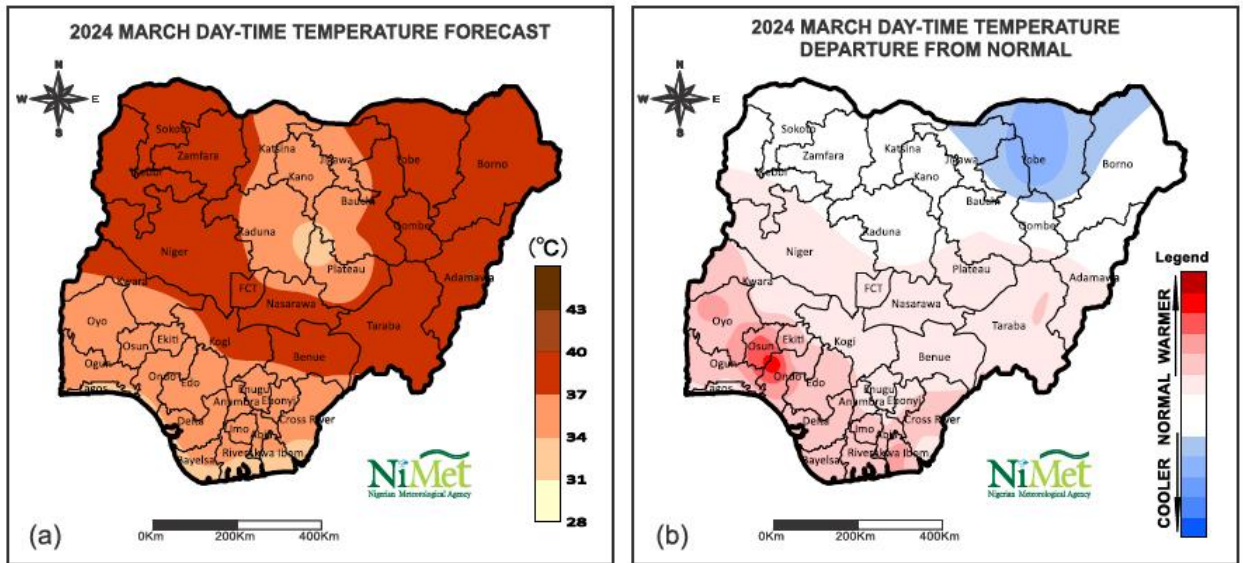 2024 MARCH DAY-TIME TEMPERATURE FORECAST
N
W E
S
Sokoto
Katsina
Zamfara
Jigawa
Yobe
Borno
Kebbi
Kano
Bauchi
Gombe
Kaduna
Niger
Plateau
Adamawa
Kwara
FCT
Nasarawa
Taraba
Oyo
Osun
Ekiti
Kogi
Benue
Ogun
Ondo
Edo
Lagos
Enugu
Anambra
Ebonyi
Cross River
Delta
Imo
Abia
Bayelsa
Rivers
Akwa Ibom
(°C)
43
40
37
34
31
28
NiMet
Nigerian Meteorological Agency
0Km 200Km 400Km
(a)
2024 MARCH DAY-TIME TEMPERATURE
DEPARTURE FROM NORMAL
N
W E
S
Sokoto
Katsina
Zamfara
Jigawa
Yobe
Borno
Kebbi
Kano
Bauchi
Gombe
Kaduna
Niger
Plateau
Adamawa
Kwara
FCT
Nasarawa
Taraba
Oyo
Osun
Ekiti
Kogi
Benue
Ogun
Ondo
Edo
Lagos
Enugu
Anambra
Ebonyi
Cross River
Delta
Imo
Abia
Bayelsa
Rivers
Akwa Ibom
Legend
COOLER NORMAL WARMER
NiMet
Nigerian Meteorological Agency
0Km 200Km 400Km
(b)